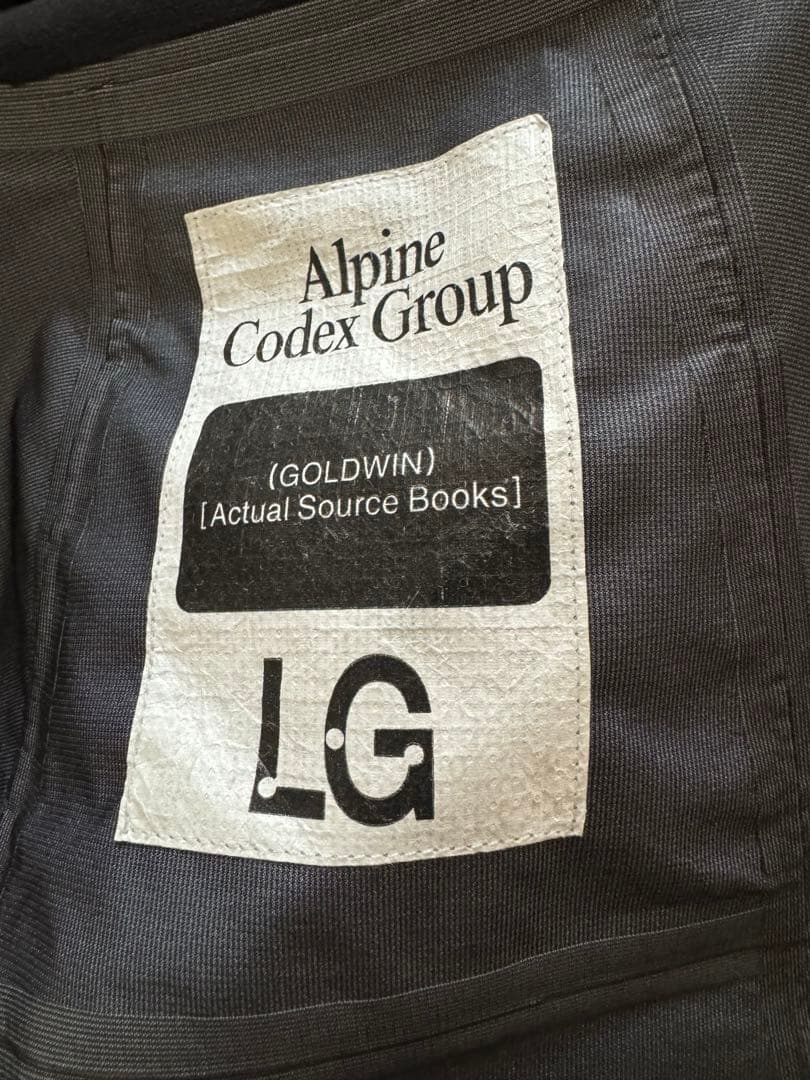 Alpine
Codex Group
(GOLDWIN)
[Actual Source Books]
LG